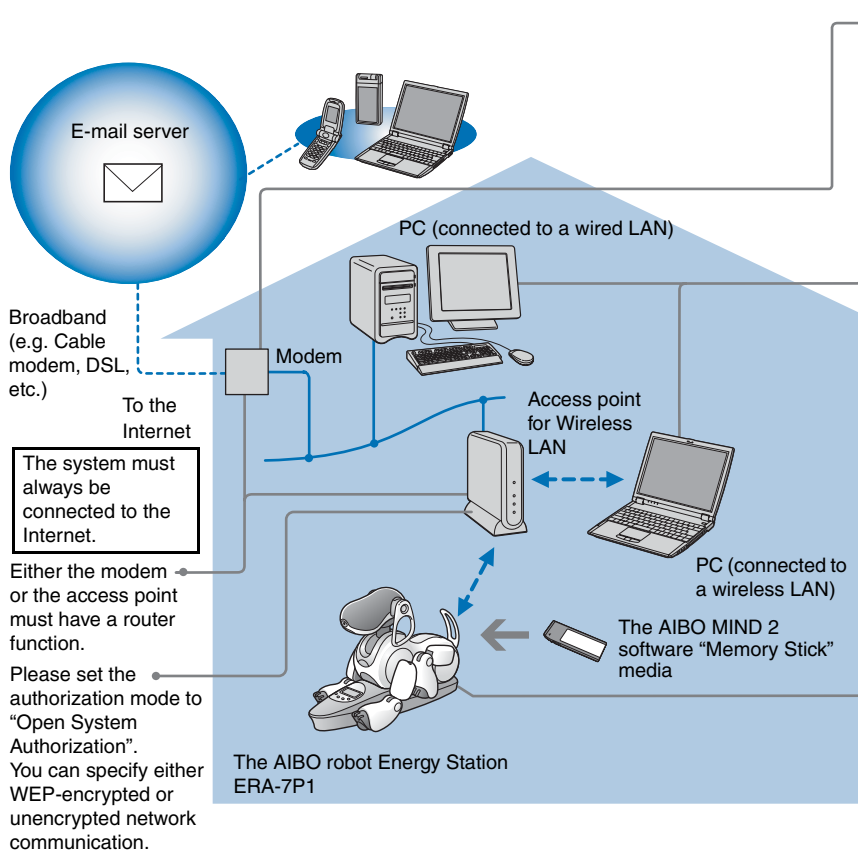 E-mail server
PC (connected to a wired LAN)
Broadband
(e.g. Cable
modem, DSL,
etc.)
Modem
To the
Internet
Access point
for Wireless
LAN
The system must
always be
connected to the
Internet.
Either the modem
or the access point
must have a router
function.
PC (connected to
a wireless LAN)
The AIBO MIND 2
software “Memory Stick”
media
Please set the
authorization mode to
“Open System
Authorization”.
You can specify either
WEP-encrypted or
unencrypted network
communication.
The AIBO robot Energy Station
ERA-7P1